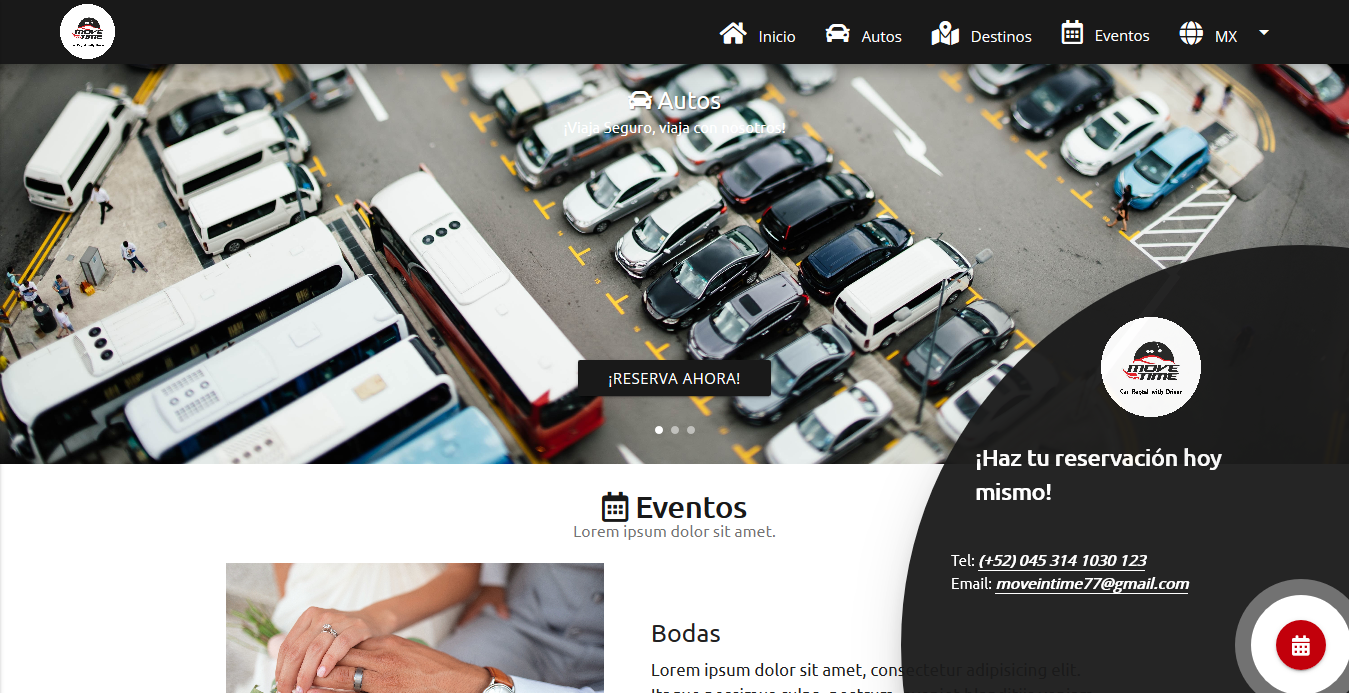 MOVE
TIME
Inicio
Autos
Destinos
Eventos
MX
Autos
¡Viaja Seguro, viaja con nosotros!
¡RESERVA AHORA!
MOVE
TIME
Car Rental with Driver
¡Haz tu reservación hoy
mismo!
Tel: (+52) 045 314 1030 123
Email: moveintime77@gmail.com
Eventos
Lorem ipsum dolor sit amet.
Bodas
Lorem ipsum dolor sit amet, consectetur adipisicing elit.